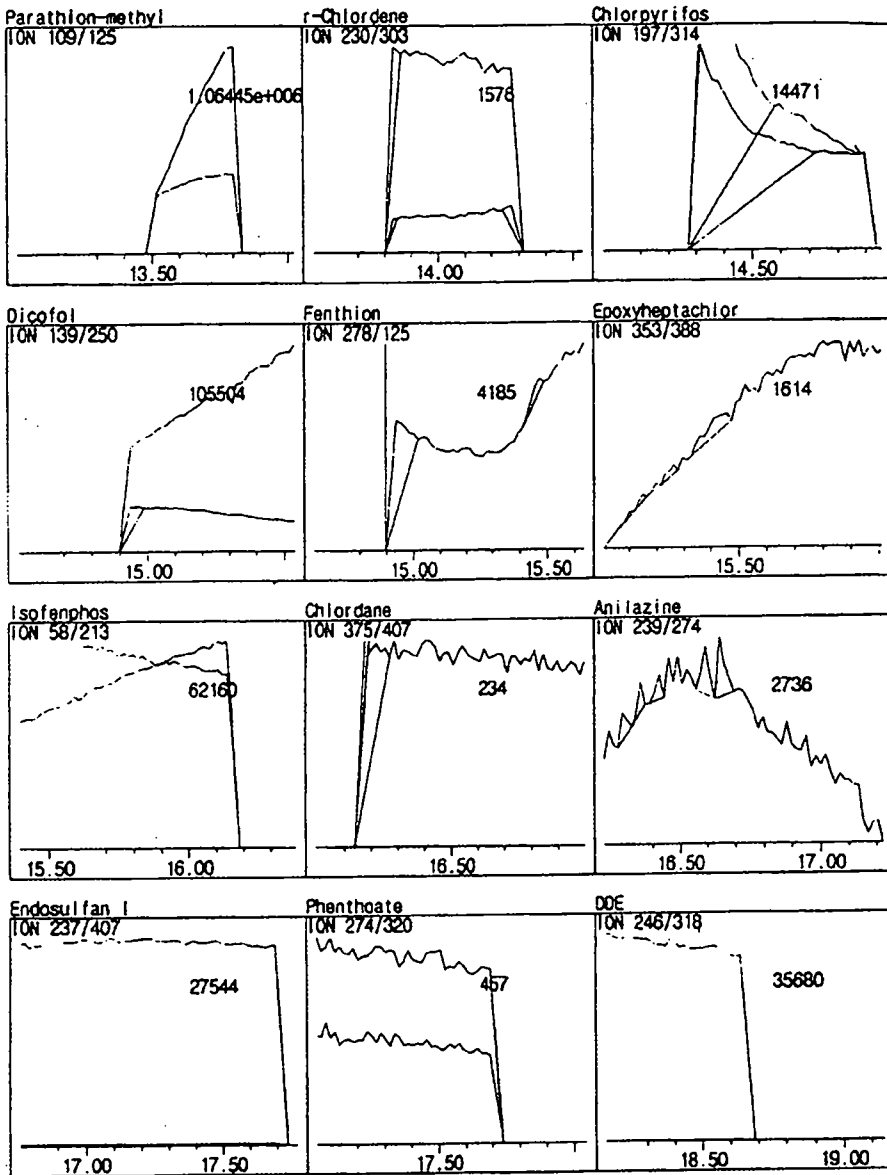 Parathion-methyl
ION 109/125
1.06445e+006
13.50
r-Chlordene
ION 230/303
1578
14.00
Chlorpyrifos
ION 197/314
14471
14.50
Dicofol
ION 139/250
105504
15.00
Fenthion
ION 278/125
4185
15.00 15.50
Epoxyheptachlor
ION 353/388
1614
15.50
Isofenphos
ION 58/213
62160
15.50 16.00
Chlordane
ION 375/407
234
16.50
Anilazine
ION 239/274
2736
16.50 17.00
Endosulfan I
ION 237/407
27544
17.00 17.50
Phenthoate
ION 274/320
457
17.50
DDE
ION 246/318
35680
18.50 19.00